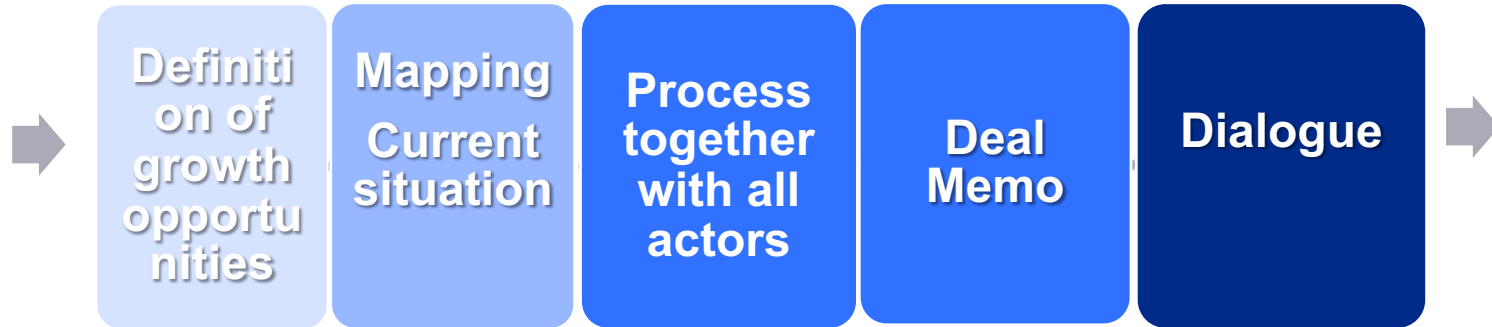 Definiti
on of
growth
opportu
nities
Mapping
Current
situation
Process
together
with all
actors
Deal
Memo
Dialogue